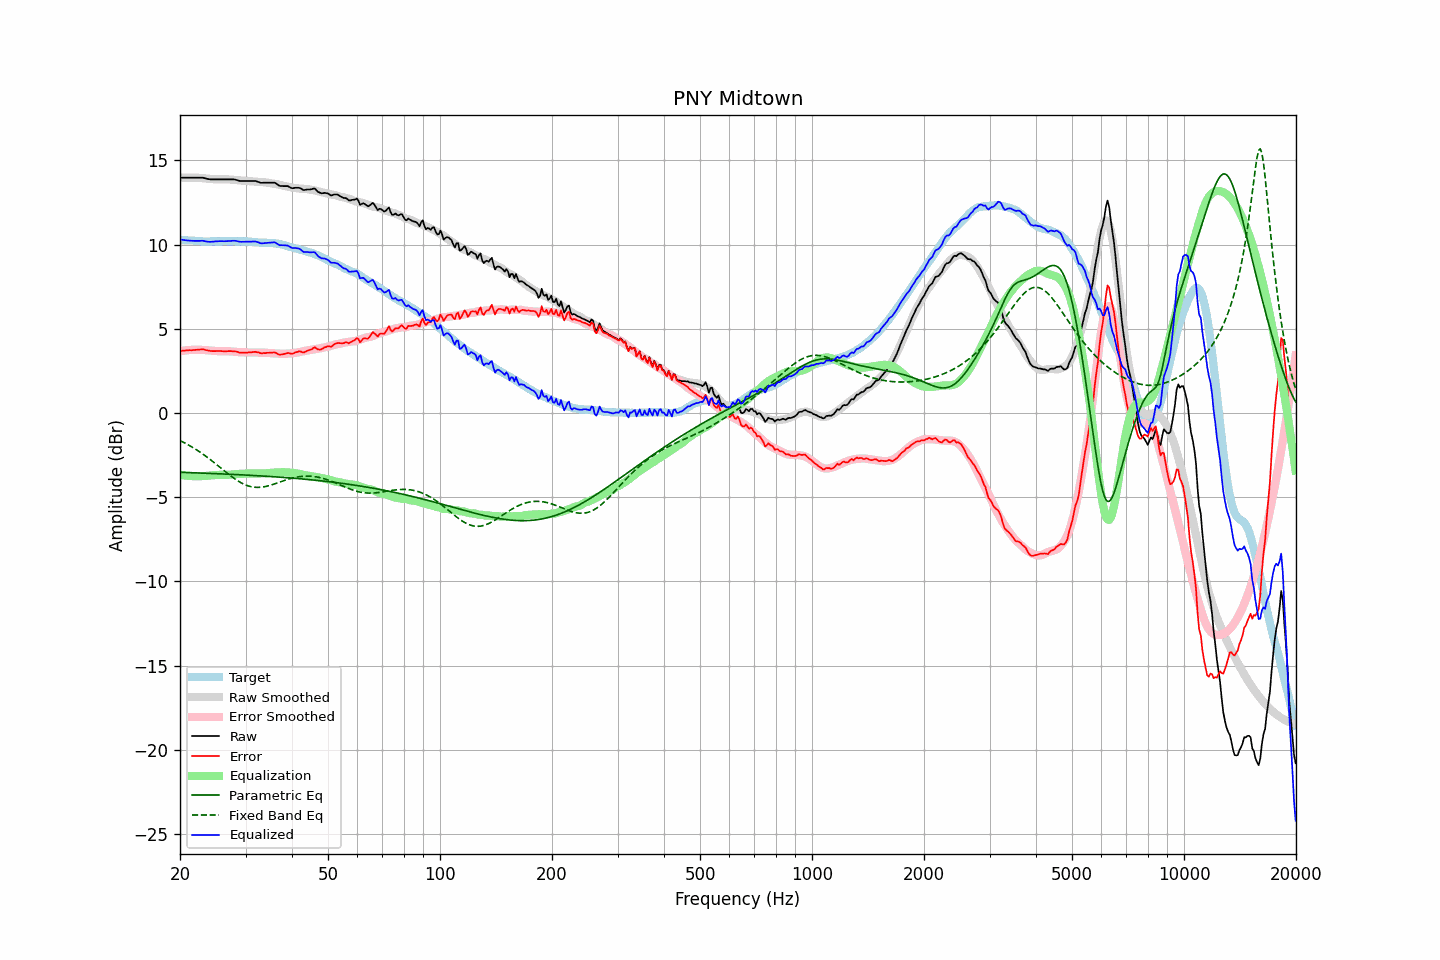 PNY Midtown
Amplitude (dBr)
15
10
5
0
−5
−10
−15
−20
−25
Target
Raw Smoothed
Error Smoothed
Raw
Error
Equalization
Parametric Eq
Fixed Band Eq
Equalized
20 50 100 200 500 1000 2000 5000 10000 20000
Frequency (Hz)